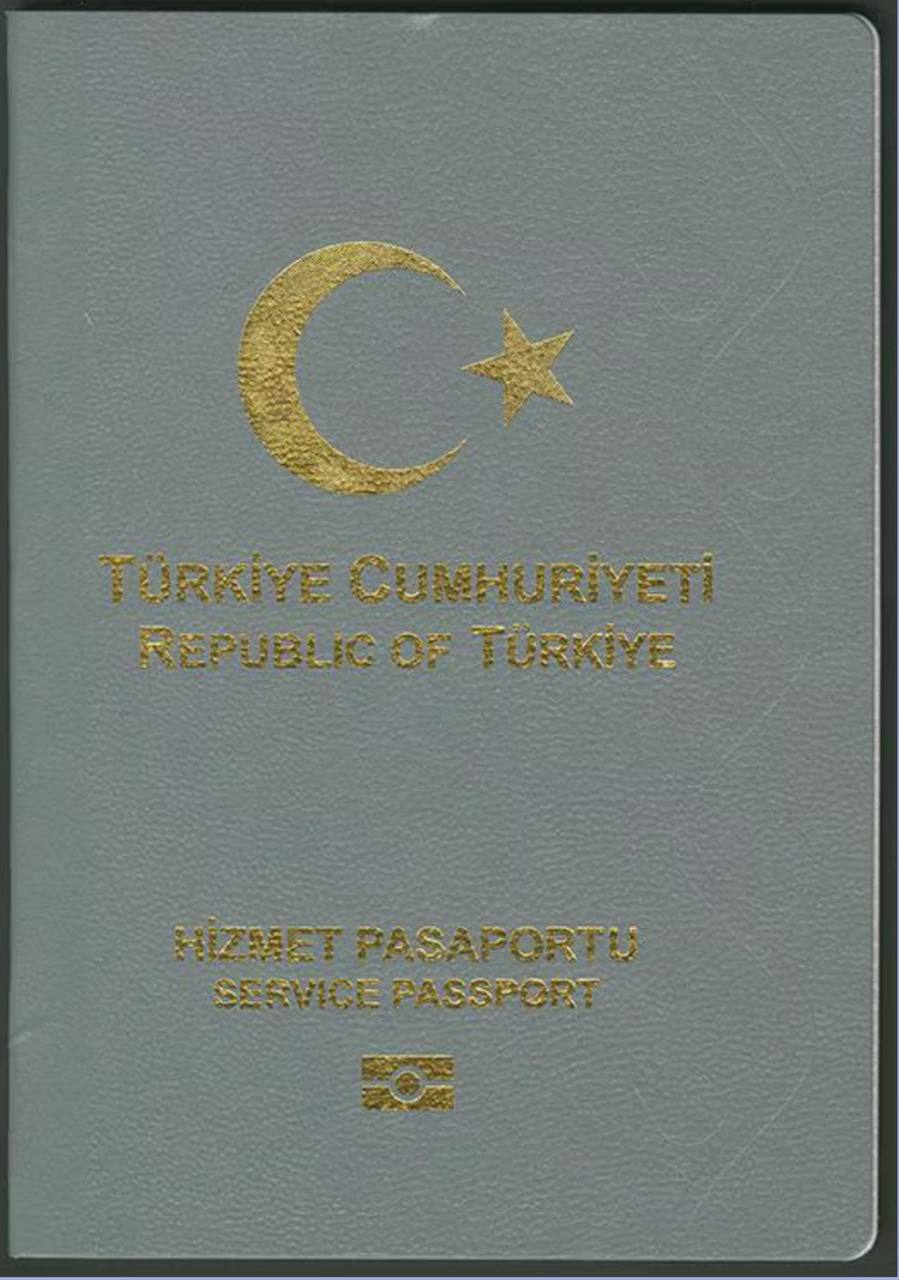 TÜRKİYE CUMHURİYETİ
REPUBLIC OF TÜRKİYE
HİZMET PASAPORTU
SERVICE PASSPORT